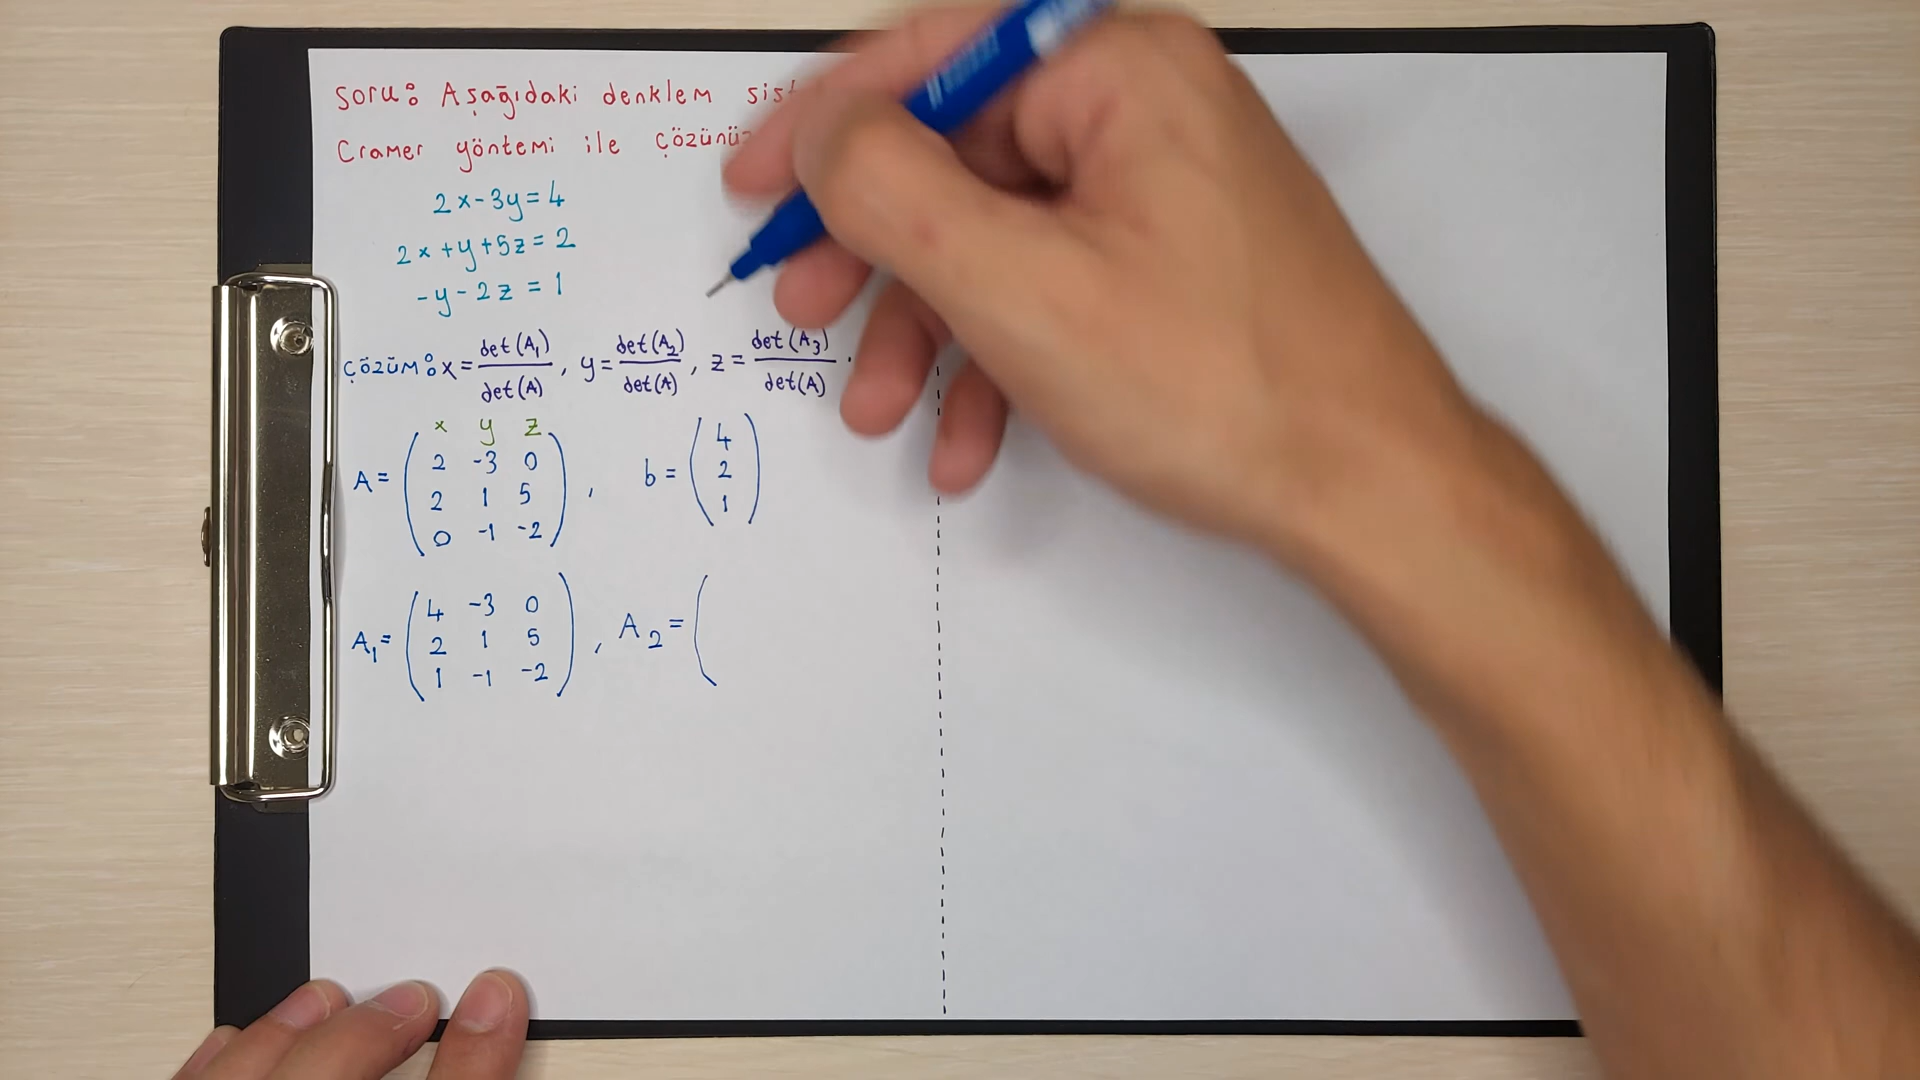 Soru: Aşağıdaki denklem
Cramer yöntemi ile çözünüz
2x-3y=4
2x+y+5z=2
-y-2z=1
Çözüm: x=det(A₁)/det(A), y=det(A₂)/det(A), z=det(A₃)/det(A).
x y z
2 -3 0
A= 2 1 5, b= 4 2 1
0 -1 -2
4 -3 0
A₁= 2 1 5, A₂=(
1 -1 -2